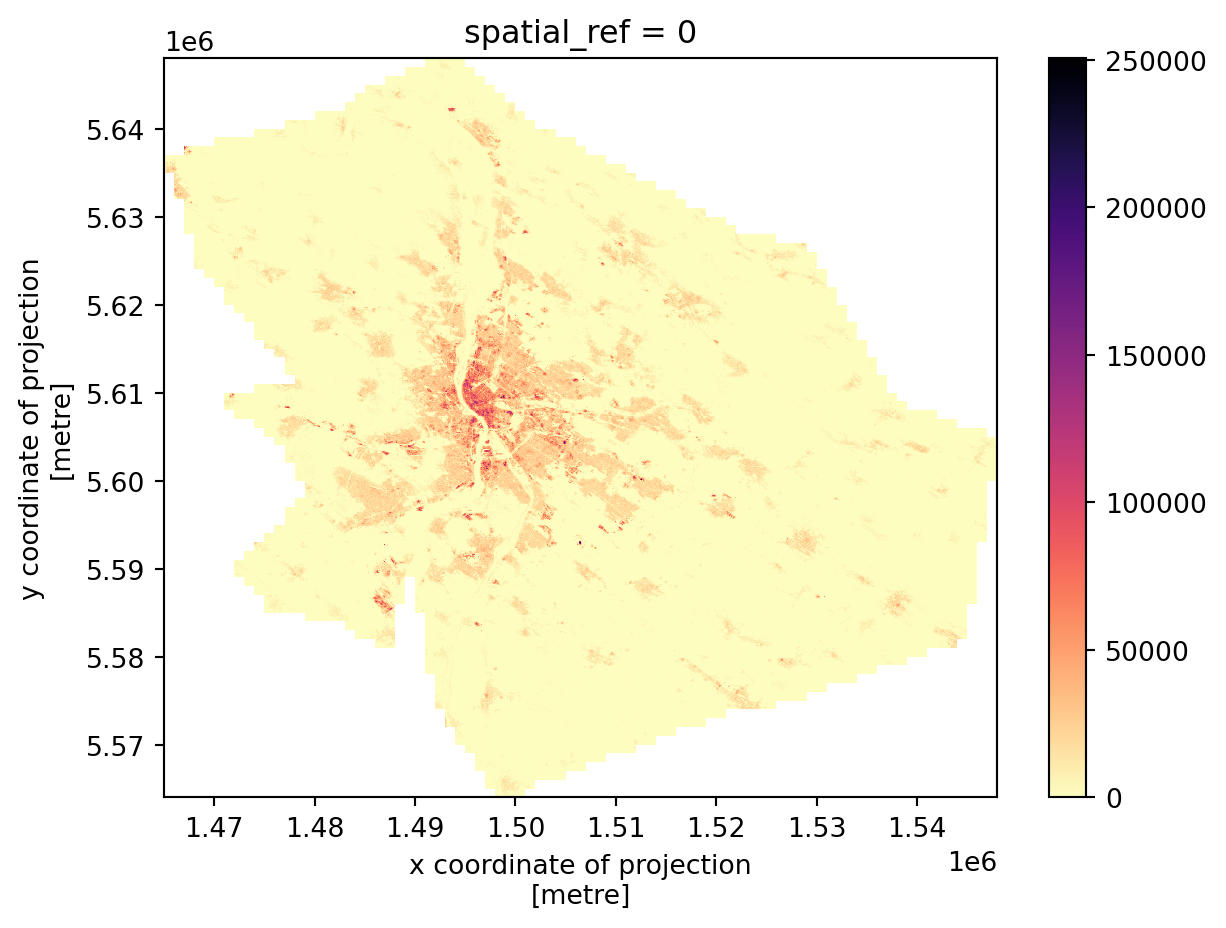 spatial_ref = 0
1e6
5.64
5.63
5.62
5.61
5.60
5.59
5.58
5.57
y coordinate of projection
[metre]
1.47 1.48 1.49 1.50 1.51 1.52 1.53 1.54
1e6
x coordinate of projection
[metre]
250000
200000
150000
100000
50000
0